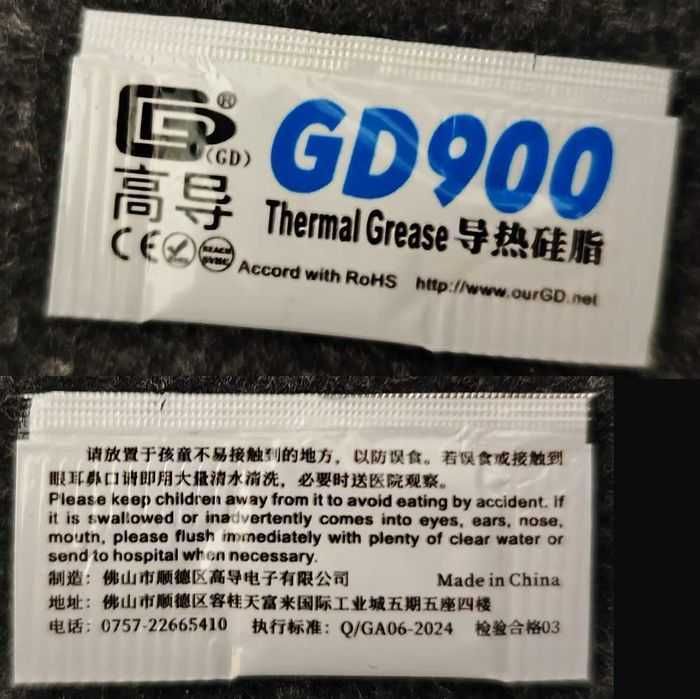 GD®
(GD)
高导
GD900
Thermal Grease 导热硅脂
CE REACH SVHC Accord with RoHS http://www.ourGD.net
请放置于孩童不易接触到的地方，以防误食。若误食或接触到
眼耳鼻口请即用大量清水清洗，必要时送医院观察。
Please keep children away from it to avoid eating by accident. If
it is swallowed or inadvertently comes into eyes, ears, nose,
mouth, please flush immediately with plenty of clear water or
send to hospital when necessary.
制造：佛山市顺德区高导电子有限公司 Made in China
地址：佛山市顺德区容桂天富来国际工业城五期五座四楼
电话：0757-22665410 执行标准：Q/GA06-2024 检验合格03